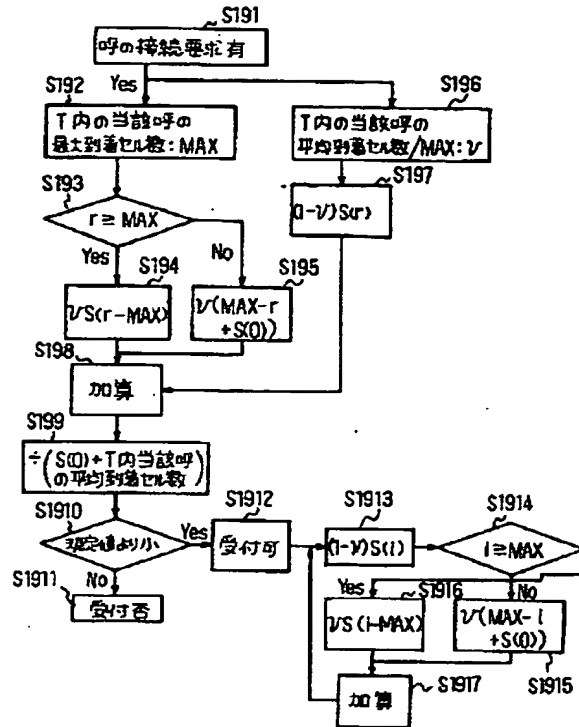 S191
呼の接続要求有
Yes
S192
T内の当該呼の
最大到着セル数:MAX
S196
T内の当該呼の
平均到着セル数/MAX:ν
S193
r≧MAX
S197
(1-ν)S(r)
Yes
No
S194
νS(r-MAX)
S195
ν(MAX-r
+S(0))
S198
加算
S199
÷(S(0)+T内当該呼
の平均到着セル数)
S1910
規定値より小
Yes
No
S1911
受付否
S1912
受付可
S1913
(1-ν)S(i)
S1914
i≧MAX
Yes
No
S1916
νS(i-MAX)
ν(MAX-i
+S(0))
S1915
加算
S1917